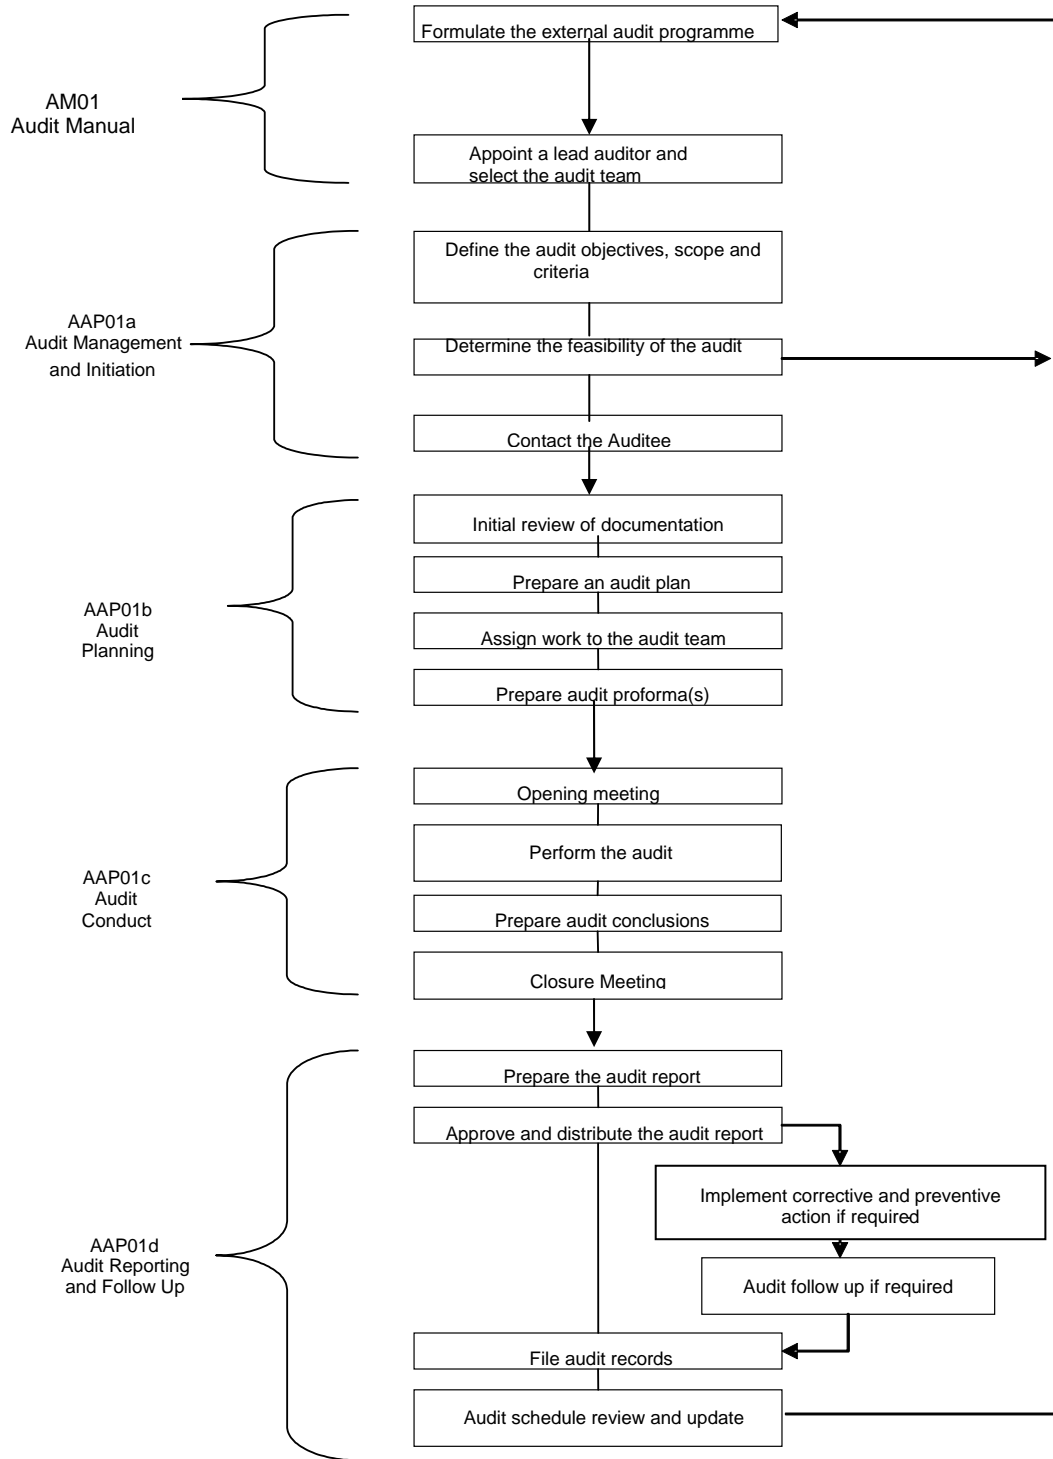 Formulate the external audit programme
AM01
Audit Manual
Appoint a lead auditor and
select the audit team
Define the audit objectives, scope and
criteria
AAP01a
Audit Management
and Initiation
Determine the feasibility of the audit
Contact the Auditee
Initial review of documentation
Prepare an audit plan
AAP01b
Audit
Planning
Assign work to the audit team
Prepare audit proforma(s)
Opening meeting
Perform the audit
AAP01c
Audit
Conduct
Prepare audit conclusions
Closure Meeting
Prepare the audit report
Approve and distribute the audit report
Implement corrective and preventive
action if required
AAP01d
Audit Reporting
and Follow Up
Audit follow up if required
File audit records
Audit schedule review and update